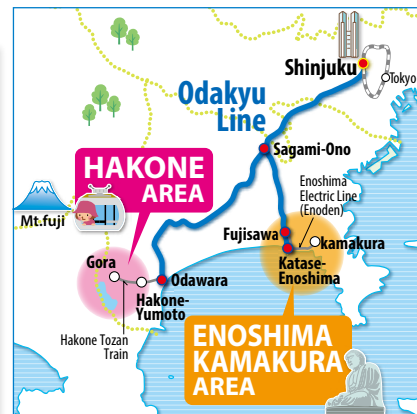 Shinjuku
Tokyo
Odakyu
Line
Sagami-Ono
HAKONE
AREA
Enoshima
Electric Line
(Enoden)
Mt.fuji
Fujisawa
kamakura
Katase-
Enoshima
Gora
Odawara
Hakone-
Yumoto
Hakone Tozan
Train
ENOSHIMA
KAMAKURA
AREA